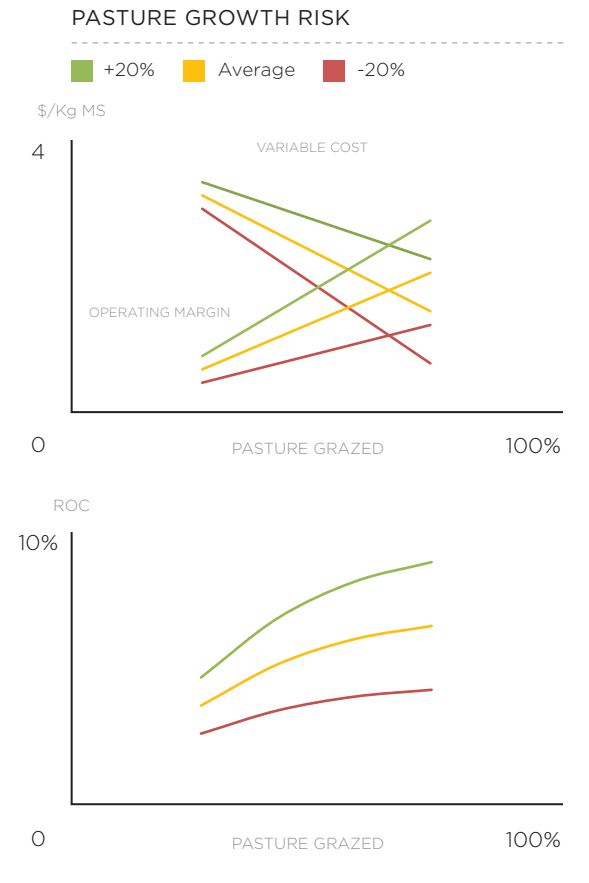 PASTURE GROWTH RISK
+20% Average -20%
$/Kg MS
4
VARIABLE COST
OPERATING MARGIN
0 PASTURE GRAZED 100%
ROC
10%
0 PASTURE GRAZED 100%